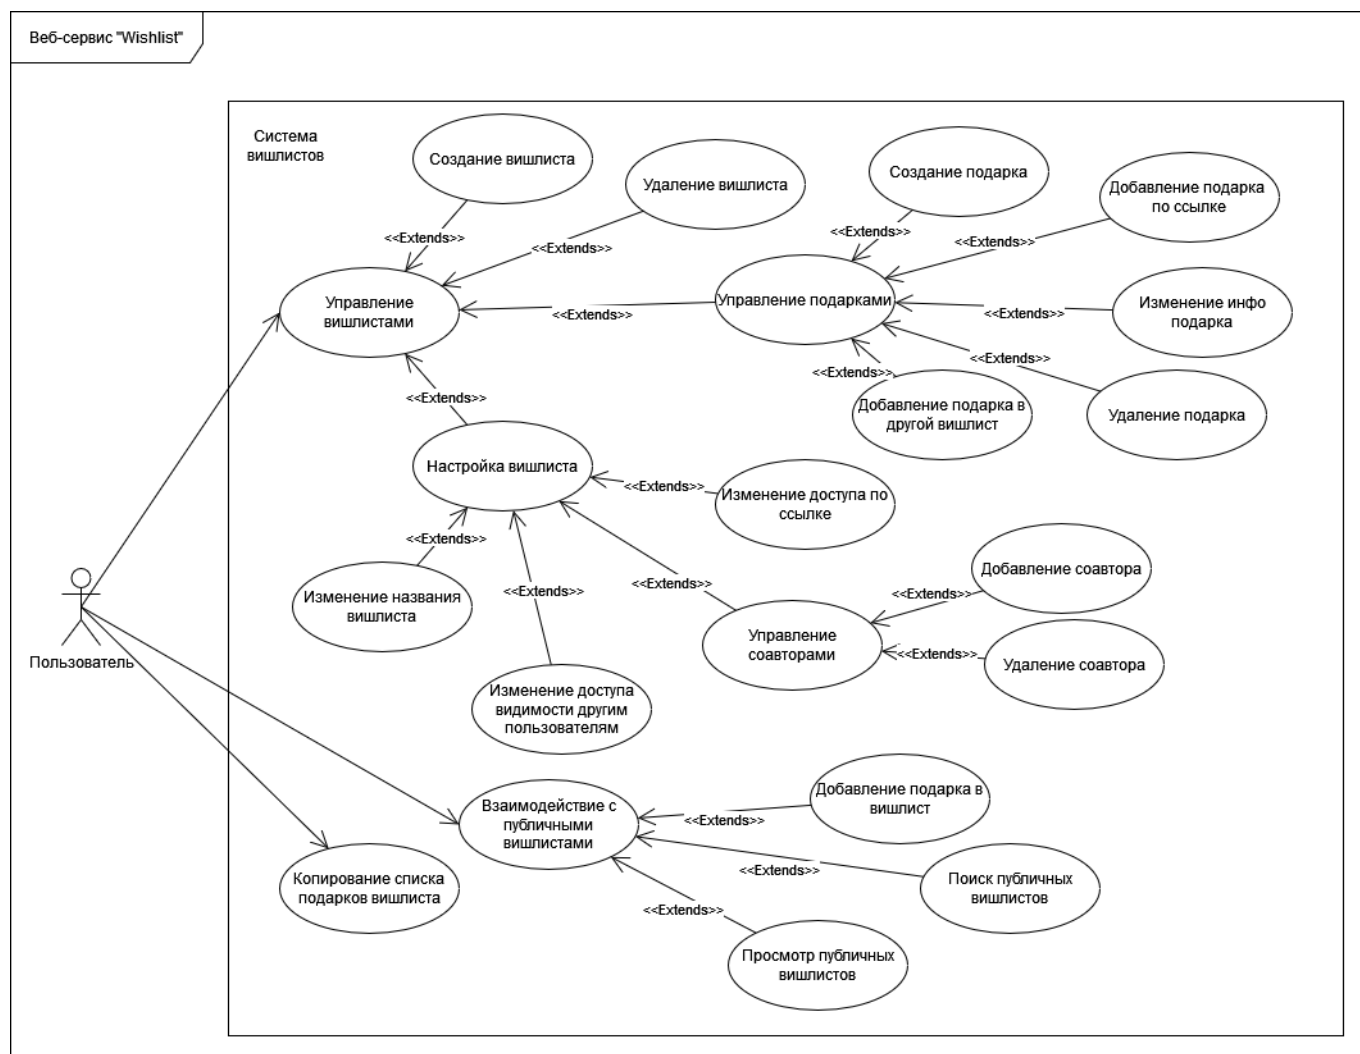 Веб-сервис "Wishlist"
Система
вишлистов
Создание вишлиста
Удаление вишлиста
Создание подарка
Добавление подарка
по ссылке
<<Extends>>
<<Extends>>
<<Extends>>
<<Extends>>
Управление
вишлистами
<<Extends>>
Управление подарками
<<Extends>>
Изменение инфо
подарка
<<Extends>>
<<Extends>>
<<Extends>>
Добавление подарка в
другой вишлист
Удаление подарка
Настройка вишлиста
<<Extends>>
Изменение доступа по
ссылке
<<Extends>>
<<Extends>>
<<Extends>>
Добавление соавтора
<<Extends>>
Изменение названия
вишлиста
Управление
соавторами
<<Extends>>
Удаление соавтора
Пользователь
Изменение доступа
видимости другим
пользователям
Взаимодействие с
публичными
вишлистами
<<Extends>>
Добавление подарка в
вишлист
<<Extends>>
Поиск публичных
вишлистов
Копирование списка
подарков вишлиста
<<Extends>>
Просмотр публичных
вишлистов